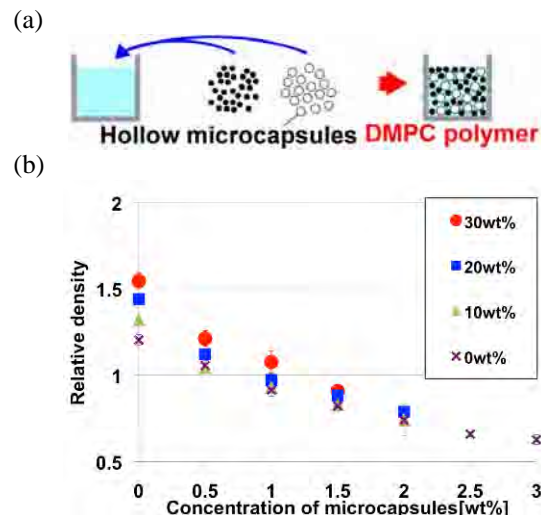 (a)
Hollow microcapsules DMPC polymer
(b)
Relative density
2
1.5
1
0.5
30wt%
20wt%
10wt%
0wt%
0 0.5 1 1.5 2 2.5 3
Concentration of microcapsules[wt%]